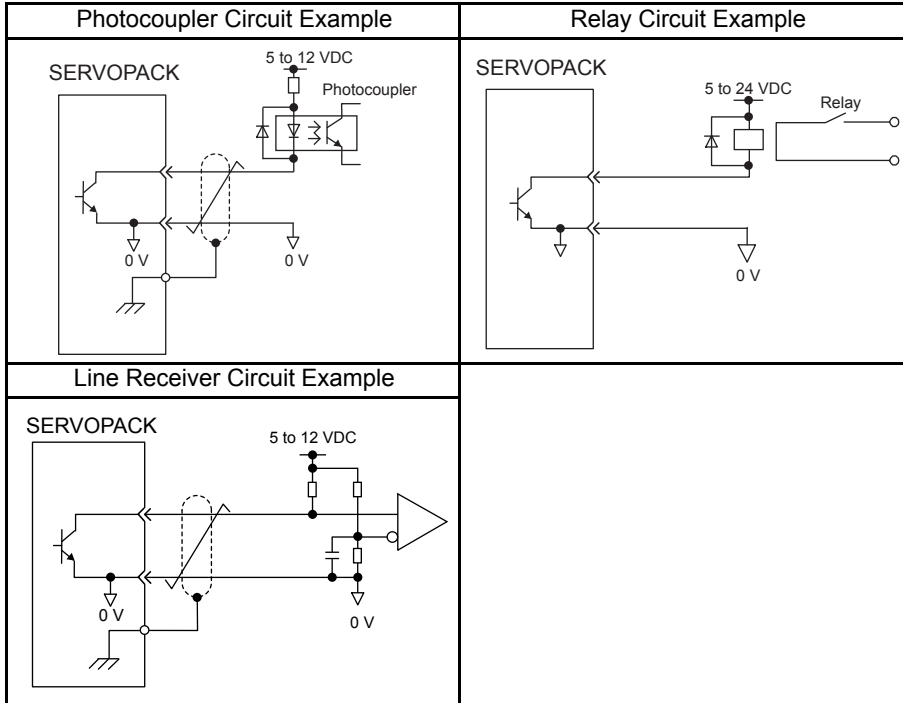 Photocoupler Circuit Example
Relay Circuit Example
SERVOPACK
5 to 12 VDC
Photocoupler
0 V
0 V
SERVOPACK
5 to 24 VDC
Relay
0 V
Line Receiver Circuit Example
SERVOPACK
5 to 12 VDC
0 V
0 V